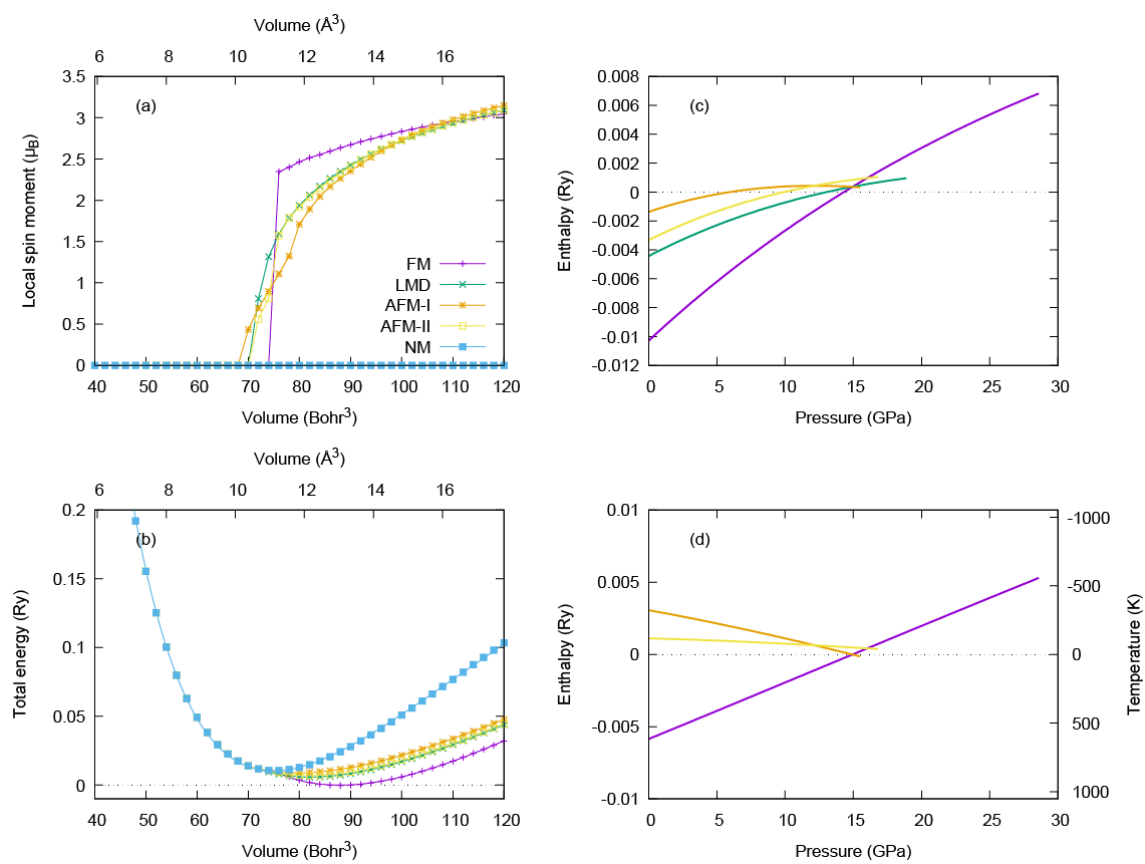 Volume (Å³)
6 8 10 12 14 16
3.5
3
2.5
2
1.5
1
0.5
0
Local spin moment (μB)
(a)
FM
LMD
AFM-I
AFM-II
NM
40 50 60 70 80 90 100 110 120
Volume (Bohr³)
0.008
0.006
0.004
0.002
0
-0.002
-0.004
-0.006
-0.008
-0.01
-0.012
Enthalpy (Ry)
(c)
0 5 10 15 20 25 30
Pressure (GPa)
Volume (Å³)
6 8 10 12 14 16
0.2
0.15
0.1
0.05
0
Total energy (Ry)
(b)
40 50 60 70 80 90 100 110 120
Volume (Bohr³)
0.01
0.005
0
-0.005
-0.01
Enthalpy (Ry)
(d)
-1000
-500
0
500
1000
Temperature (K)
0 5 10 15 20 25 30
Pressure (GPa)